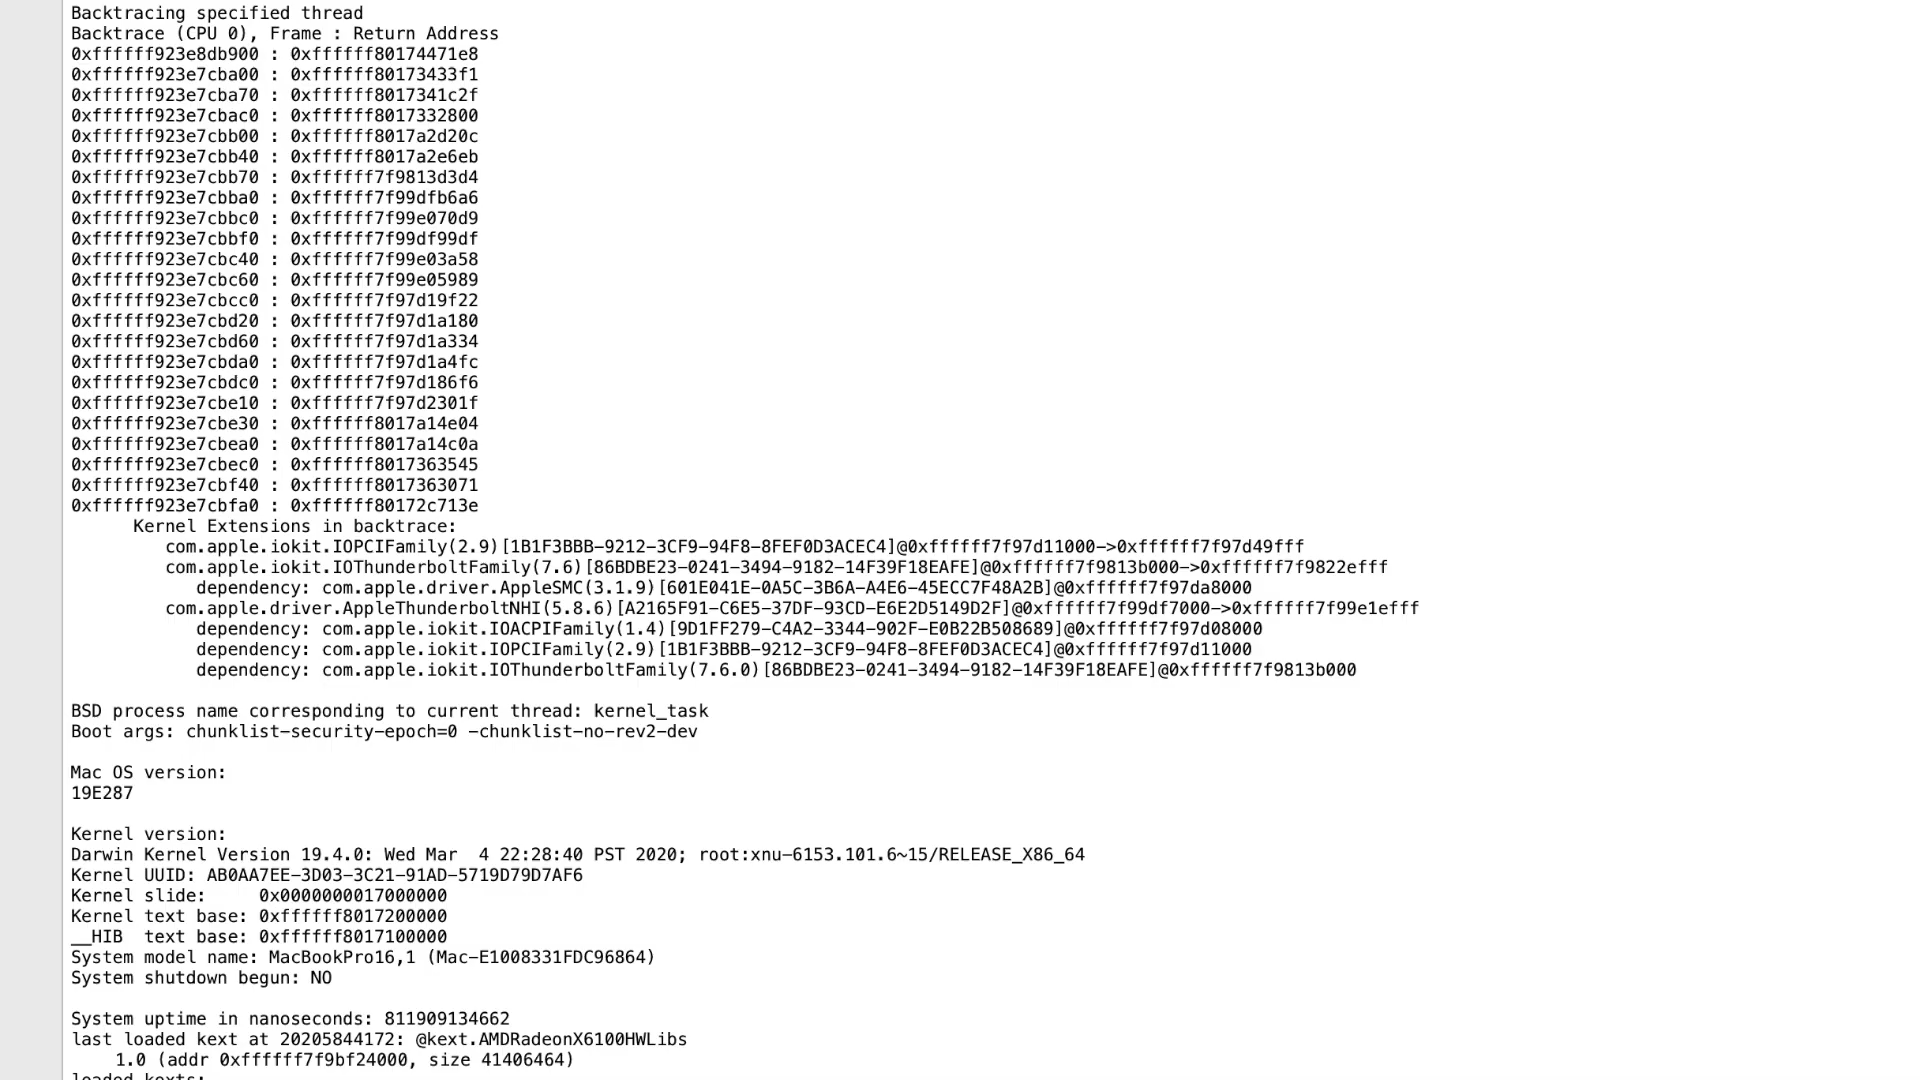 Backtracing specified thread
Backtrace (CPU 0), Frame : Return Address
0xffffff923e8db900 : 0xffffff80174471e8
0xffffff923e7cba00 : 0xffffff80173433f1
0xffffff923e7cba70 : 0xffffff8017341c2f
0xffffff923e7cbac0 : 0xffffff8017332800
0xffffff923e7cbb00 : 0xffffff8017a2d20c
0xffffff923e7cbb40 : 0xffffff8017a2e6eb
0xffffff923e7cbb70 : 0xffffff7f9813d3d4
0xffffff923e7cbba0 : 0xffffff7f99dfb6a6
0xffffff923e7cbbc0 : 0xffffff7f99e070d9
0xffffff923e7cbbf0 : 0xffffff7f99df99df
0xffffff923e7cbc40 : 0xffffff7f99e03a58
0xffffff923e7cbc60 : 0xffffff7f99e05989
0xffffff923e7cbcc0 : 0xffffff7f97d19f22
0xffffff923e7cbd20 : 0xffffff7f97d1a180
0xffffff923e7cbd60 : 0xffffff7f97d1a334
0xffffff923e7cbda0 : 0xffffff7f97d1a4fc
0xffffff923e7cbdc0 : 0xffffff7f97d186f6
0xffffff923e7cbe10 : 0xffffff7f97d2301f
0xffffff923e7cbe30 : 0xffffff8017a14e04
0xffffff923e7cbea0 : 0xffffff8017a14c0a
0xffffff923e7cbec0 : 0xffffff8017363545
0xffffff923e7cbf40 : 0xffffff8017363071
0xffffff923e7cbfa0 : 0xffffff80172c713e
Kernel Extensions in backtrace:
com.apple.iokit.IOPCIFamily(2.9)[1B1F3BBB-9212-3CF9-94F8-8FEF0D3ACEC4]@0xffffff7f97d11000->0xffffff7f97d49fff
com.apple.iokit.IOThunderboltFamily(7.6)[86BDBE23-0241-3494-9182-14F39F18EAFE]@0xffffff7f9813b000->0xffffff7f9822efff
dependency: com.apple.driver.AppleSMC(3.1.9)[601E041E-0A5C-3B6A-A4E6-45ECC7F48A2B]@0xffffff7f97da8000
com.apple.driver.AppleThunderboltNHI(5.8.6)[A2165F91-C6E5-37DF-93CD-E6E2D5149D2F]@0xffffff7f99df7000->0xffffff7f99e1efff
dependency: com.apple.iokit.IOACPIFamily(1.4)[9D1FF279-C4A2-3344-902F-E0B22B508689]@0xffffff7f97d08000
dependency: com.apple.iokit.IOPCIFamily(2.9)[1B1F3BBB-9212-3CF9-94F8-8FEF0D3ACEC4]@0xffffff7f97d11000
dependency: com.apple.iokit.IOThunderboltFamily(7.6.0)[86BDBE23-0241-3494-9182-14F39F18EAFE]@0xffffff7f9813b000
BSD process name corresponding to current thread: kernel_task
Boot args: chunklist-security-epoch=0 -chunklist-no-rev2-dev
Mac OS version:
19E287
Kernel version:
Darwin Kernel Version 19.4.0: Wed Mar  4 22:28:40 PST 2020; root:xnu-6153.101.6~15/RELEASE_X86_64
Kernel UUID: AB0AA7EE-3D03-3C21-91AD-5719D79D7AF6
Kernel slide:     0x0000000017000000
Kernel text base: 0xffffff8017200000
__HIB  text base: 0xffffff8017100000
System model name: MacBookPro16,1 (Mac-E1008331FDC96864)
System shutdown begun: NO
System uptime in nanoseconds: 811909134662
last loaded kext at 20205844172: @kext.AMDRadeonX6100HWLibs
1.0 (addr 0xffffff7f9bf24000, size 41406464)
loaded kexts: